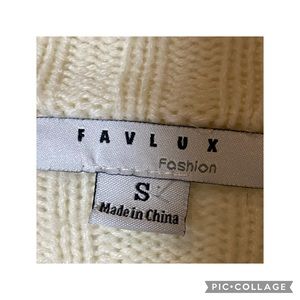 FAVLUX
Fashion
S
Made in China
PIC•COLLAGE